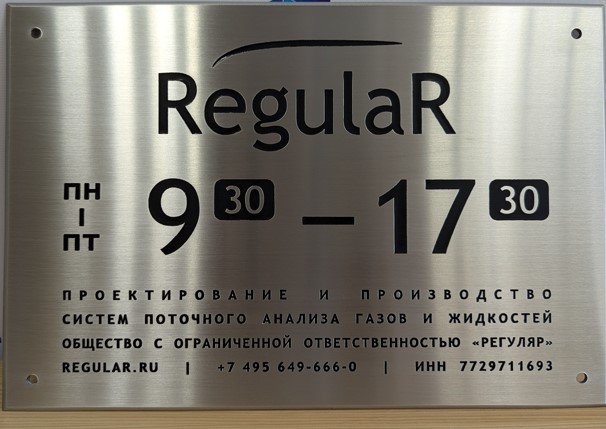 RegulaR
ПН
|
ПТ
9 30 — 17 30
ПРОЕКТИРОВАНИЕ И ПРОИЗВОДСТВО
СИСТЕМ ПОТОЧНОГО АНАЛИЗА ГАЗОВ И ЖИДКОСТЕЙ
ОБЩЕСТВО С ОГРАНИЧЕННОЙ ОТВЕТСТВЕННОСТЬЮ «РЕГУЛЯР»
REGULAR.RU | +7 495 649-666-0 | ИНН 7729711693